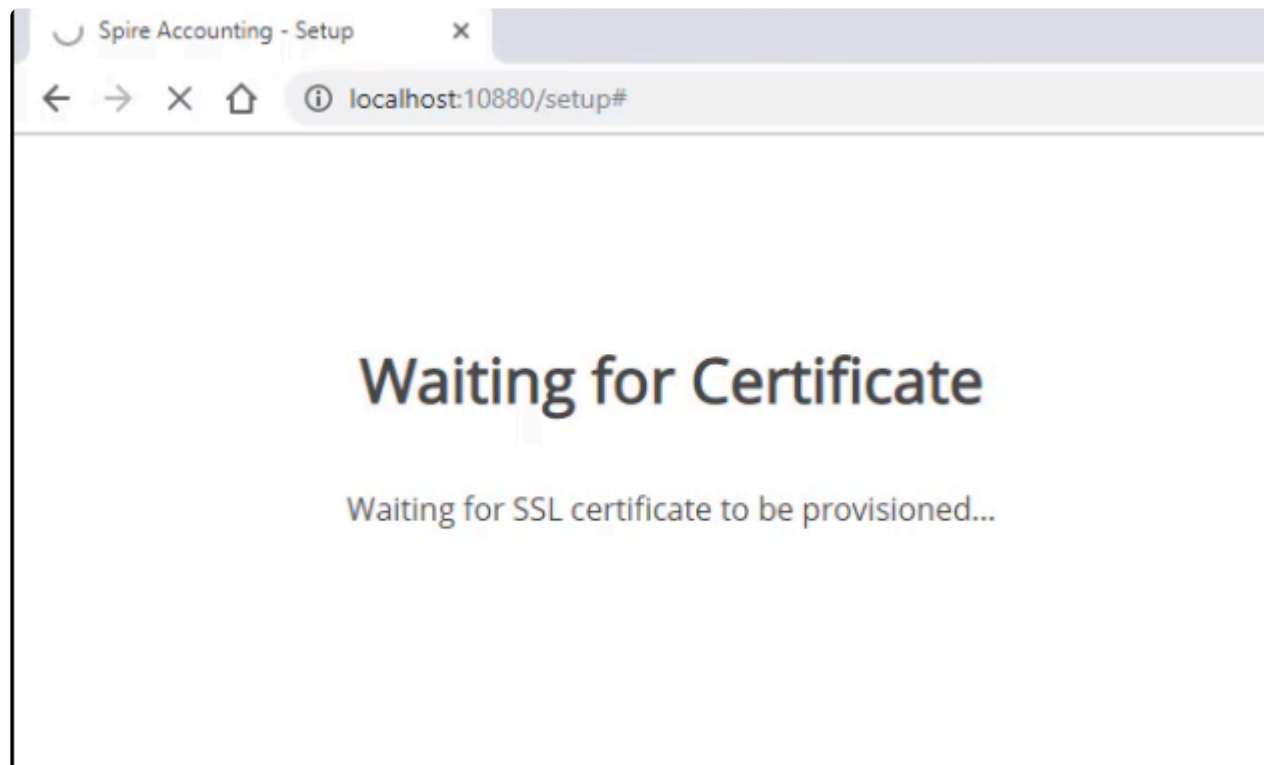 Spire Accounting - Setup
localhost:10880/setup#
Waiting for Certificate
Waiting for SSL certificate to be provisioned...